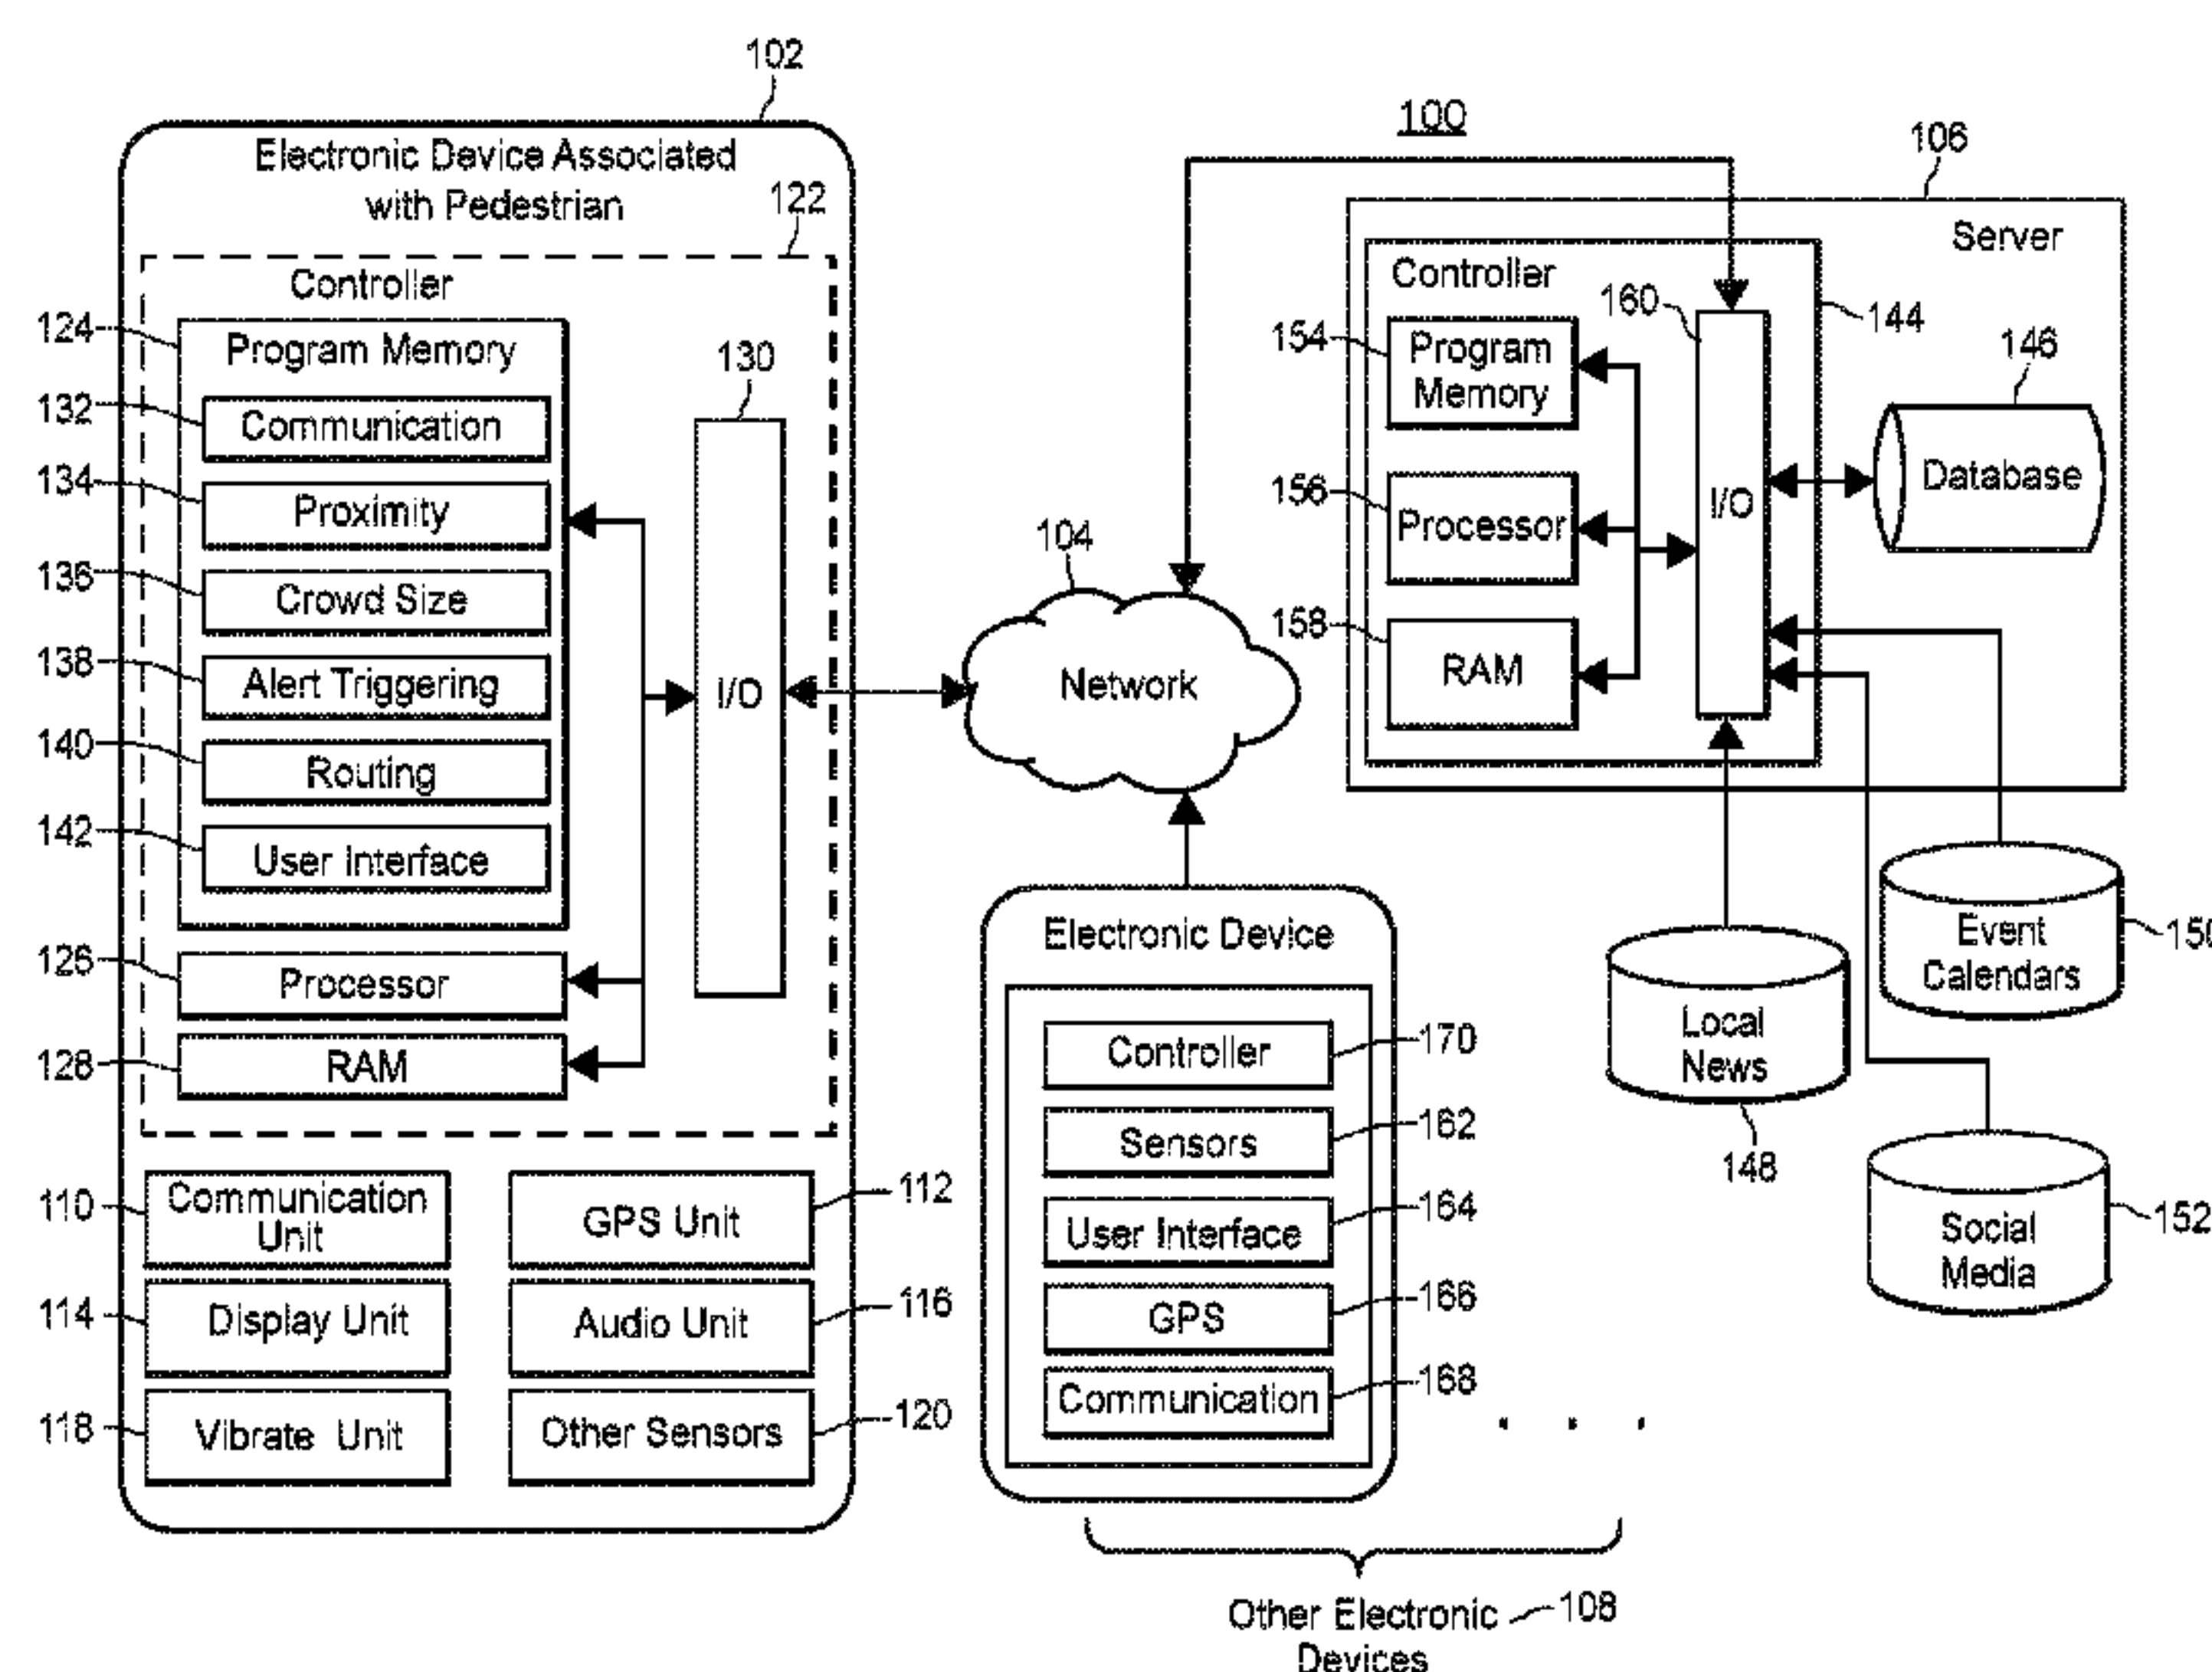 102
Electronic Device Associated
with Pedestrian
122
Controller
124
Program Memory
132
Communication
134
Proximity
136
Crowd Size
138
Alert Triggering
140
Routing
142
User Interface
126
Processor
128
RAM
130
I/O
110
Communication
Unit
112
GPS Unit
114
Display Unit
116
Audio Unit
118
Vibrate Unit
120
Other Sensors
104
Network
100
106
Server
Controller
144
160
I/O
154
Program
Memory
156
Processor
158
RAM
146
Database
Electronic Device
Controller
170
Sensors
162
User Interface
164
GPS
166
Communication
168
. . .
Other Electronic
Devices
108
Local
News
148
Event
Calendars
150
Social
Media
152